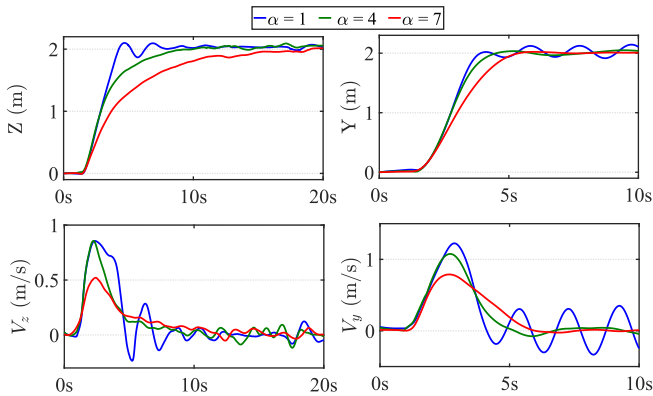 α = 1 α = 4 α = 7
Z (m)
2
1
0
0s 10s 20s
Y (m)
2
1
0
0s 5s 10s
V_z (m/s)
1
0.5
0
0s 10s 20s
V_y (m/s)
1
0
0s 5s 10s